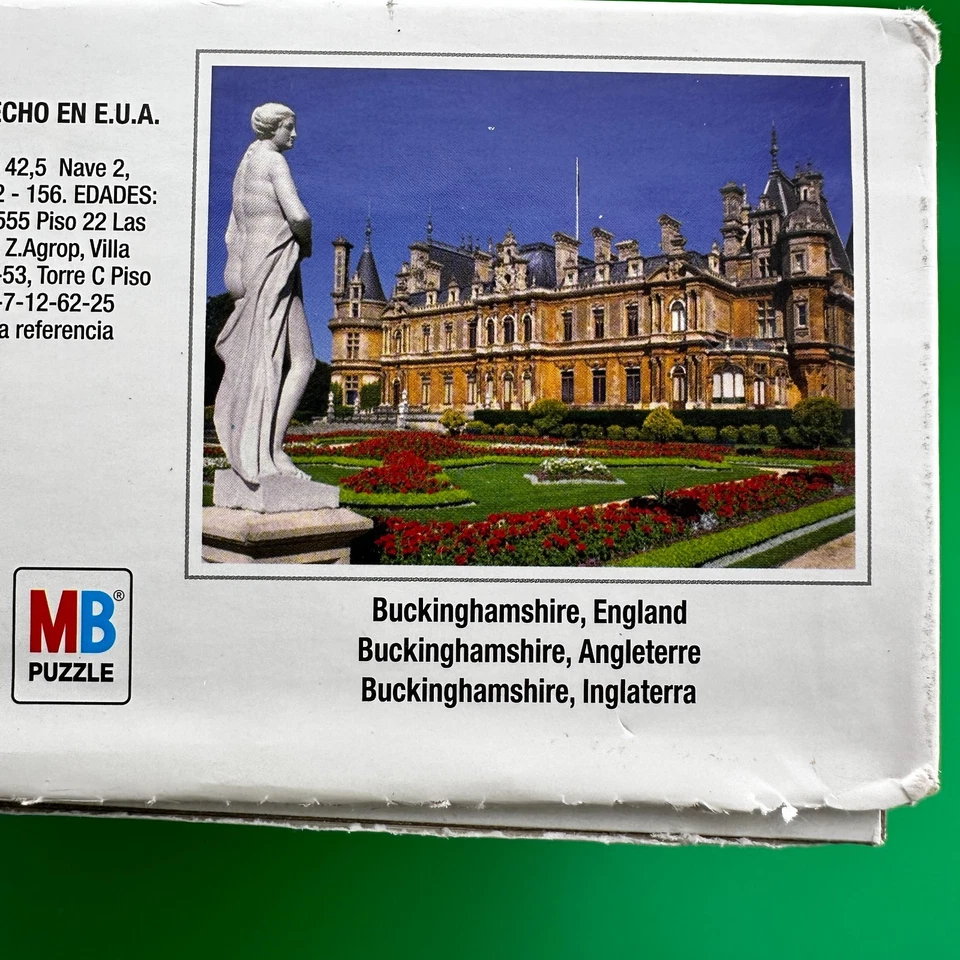 ECHO EN E.U.A.
42,5 Nave 2,
2 - 156. EDADES:
555 Piso 22 Las
Z.Agrop, Villa
-53, Torre C Piso
-7-12-62-25
a referencia
MB®
PUZZLE
Buckinghamshire, England
Buckinghamshire, Angleterre
Buckinghamshire, Inglaterra